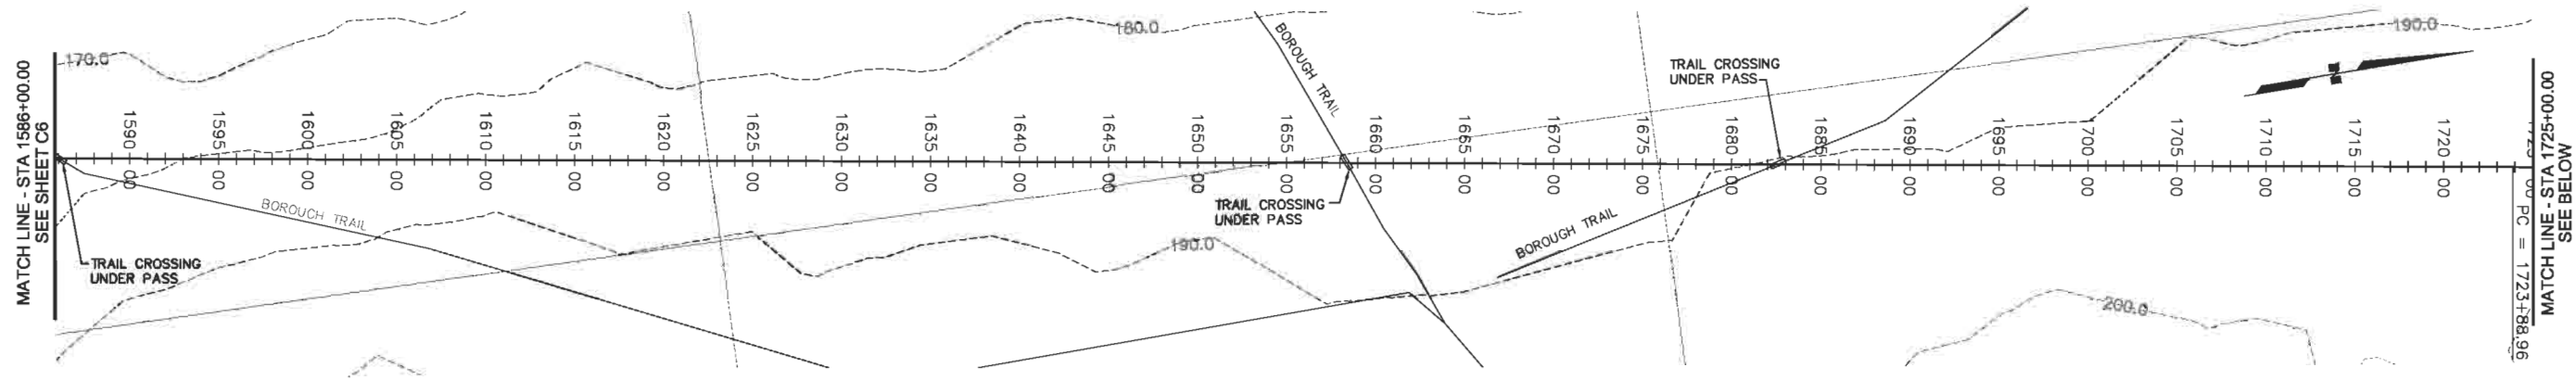 MATCH LINE - STA 1586+00.00
SEE SHEET C6
170.0
180.0
190.0
BOROUGH TRAIL
TRAIL CROSSING
UNDER PASS
1590 00
1595 00
1600 00
1605 00
1610 00
1615 00
1620 00
1625 00
1630 00
1635 00
1640 00
1645 00
1650 00
1655 00
1660 00
1665 00
1670 00
1675 00
1680 00
1685 00
1690 00
1695 00
1700 00
1705 00
1710 00
1715 00
1720 00
1725 00
BOROUGH TRAIL
TRAIL CROSSING
UNDER PASS
TRAIL CROSSING
UNDER PASS
190.0
BOROUGH TRAIL
200.0
PC = 1723+88.96
MATCH LINE - STA 1725+00.00
SEE BELOW